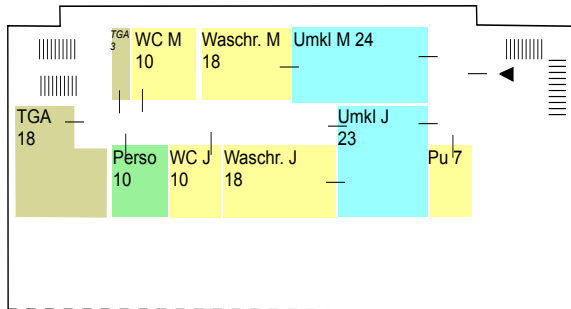 TGA
3
WC M
10
Waschr. M
18
Umkl M 24
TGA
18
Perso
10
WC J
10
Waschr. J
18
Umkl J
23
Pu 7